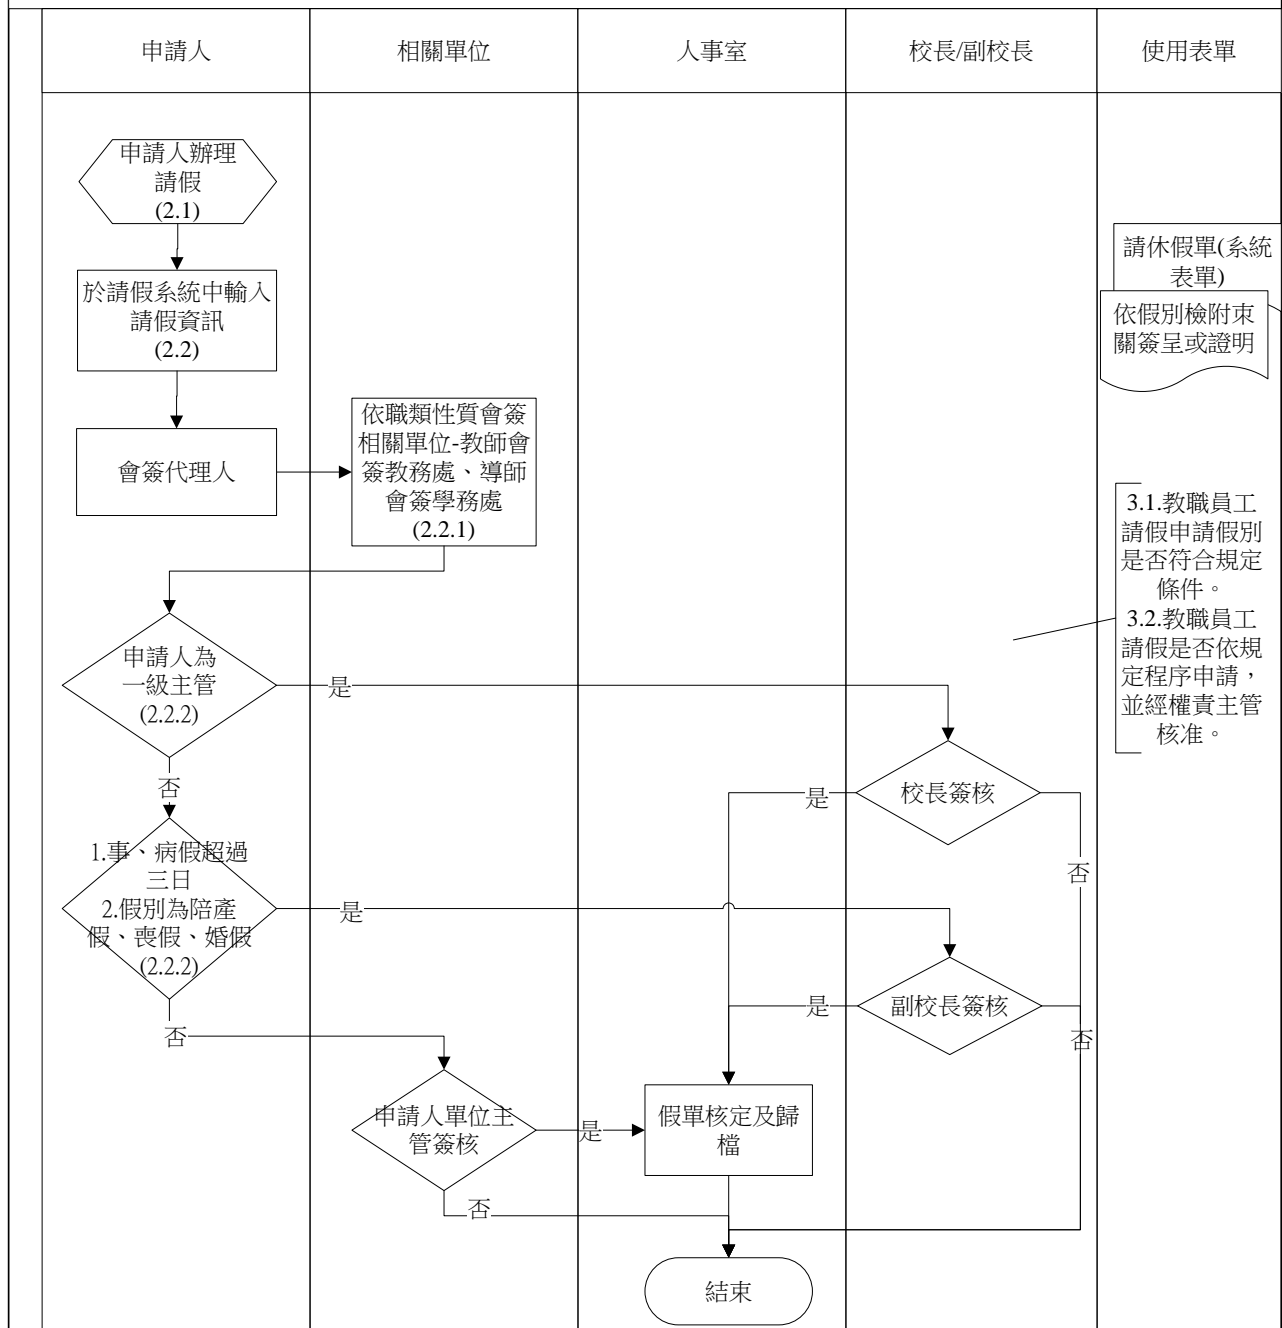 申請人
相關單位
人事室
校長/副校長
使用表單
申請人辦理
請假
(2.1)
於請假系統中輸入
請假資訊
(2.2)
會簽代理人
依職類性質會簽
相關單位-教師會
簽教務處、導師
會簽學務處
(2.2.1)
申請人為
一級主管
(2.2.2)
是
否
1.事、病假超過
三日
2.假別為陪產
假、喪假、婚假
(2.2.2)
是
否
校長簽核
是
否
副校長簽核
是
否
申請人單位主
管簽核
是
否
假單核定及歸
檔
結束
請休假單(系統
表單)
依假別檢附束
關簽呈或證明
3.1.教職員工
請假申請假別
是否符合規定
條件。
3.2.教職員工
請假是否依規
定程序申請，
並經權責主管
核准。